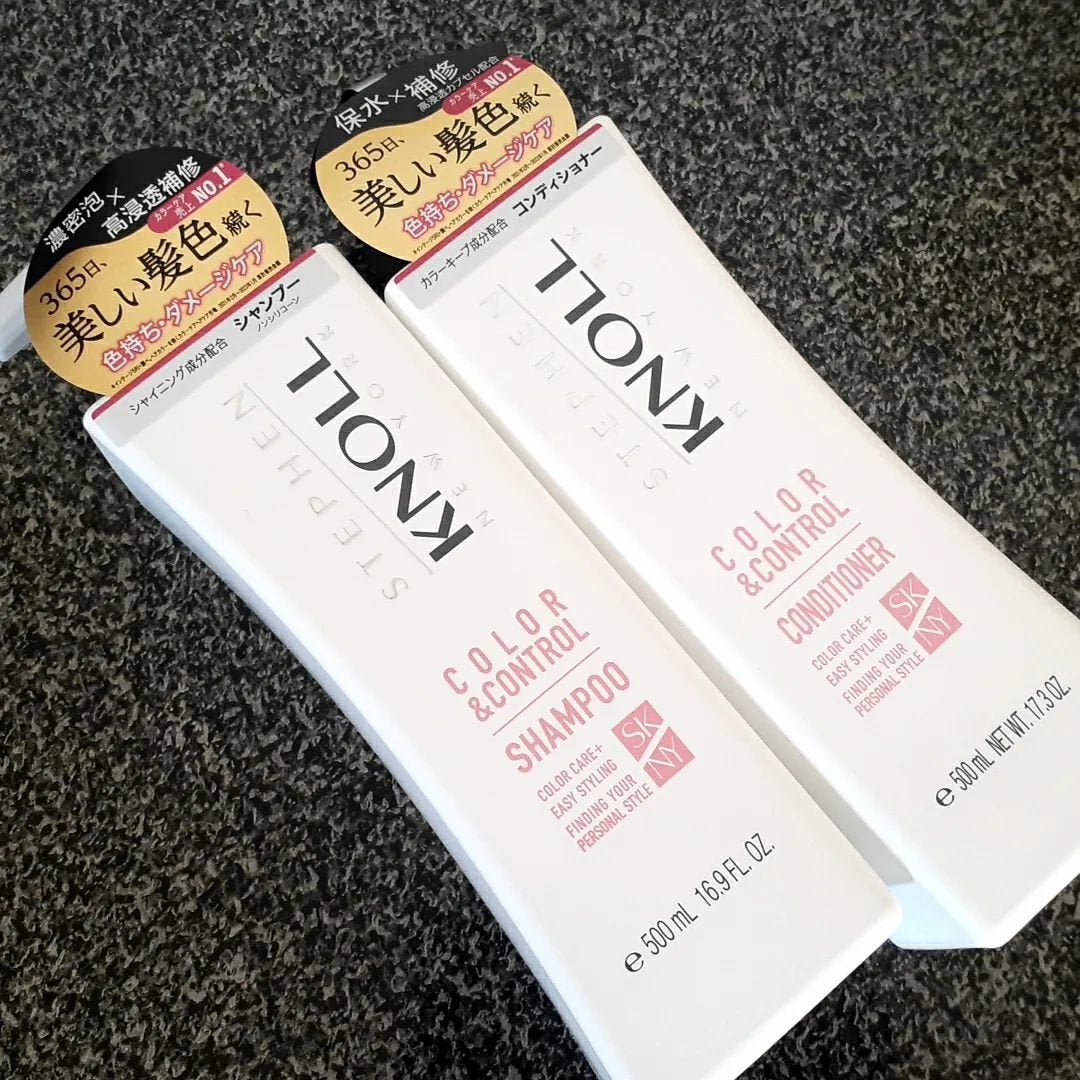 濃密泡×
高浸透補修
カラーケア
売上 NO.1
365日、
美しい髪色続く
色持ち・ダメージケア
シャイニング成分配合 シャンプー
ノンシリコーン
STEPHEN
KNOLL
NEW YORK
COLOR
&CONTROL
SHAMPOO
COLOR CARE+
EASY STYLING
FINDING YOUR
PERSONAL STYLE
SK
NY
e 500 mL 16.9 FL. OZ.
保水×補修
高浸透カプセル配合
カラーケア
売上 NO.1
365日、
美しい髪色続く
色持ち・ダメージケア
カラーキープ成分配合 コンディショナー
STEPHEN
KNOLL
NEW YORK
COLOR
&CONTROL
CONDITIONER
COLOR CARE+
EASY STYLING
FINDING YOUR
PERSONAL STYLE
SK
NY
e 500 mL NET WT. 17.3 OZ.